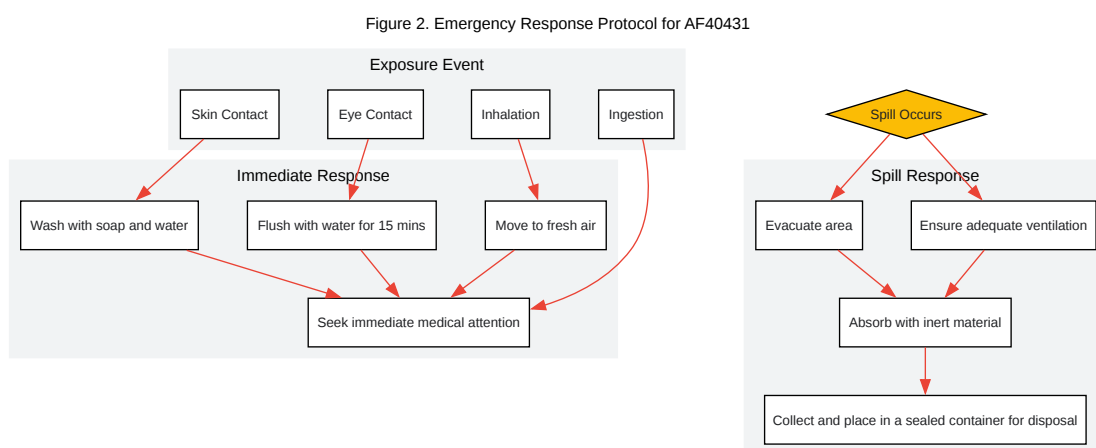 Figure 2. Emergency Response Protocol for AF40431
Exposure Event
Skin Contact
Eye Contact
Inhalation
Ingestion
Spill Occurs
Immediate Response
Wash with soap and water
Flush with water for 15 mins
Move to fresh air
Seek immediate medical attention
Spill Response
Evacuate area
Ensure adequate ventilation
Absorb with inert material
Collect and place in a sealed container for disposal